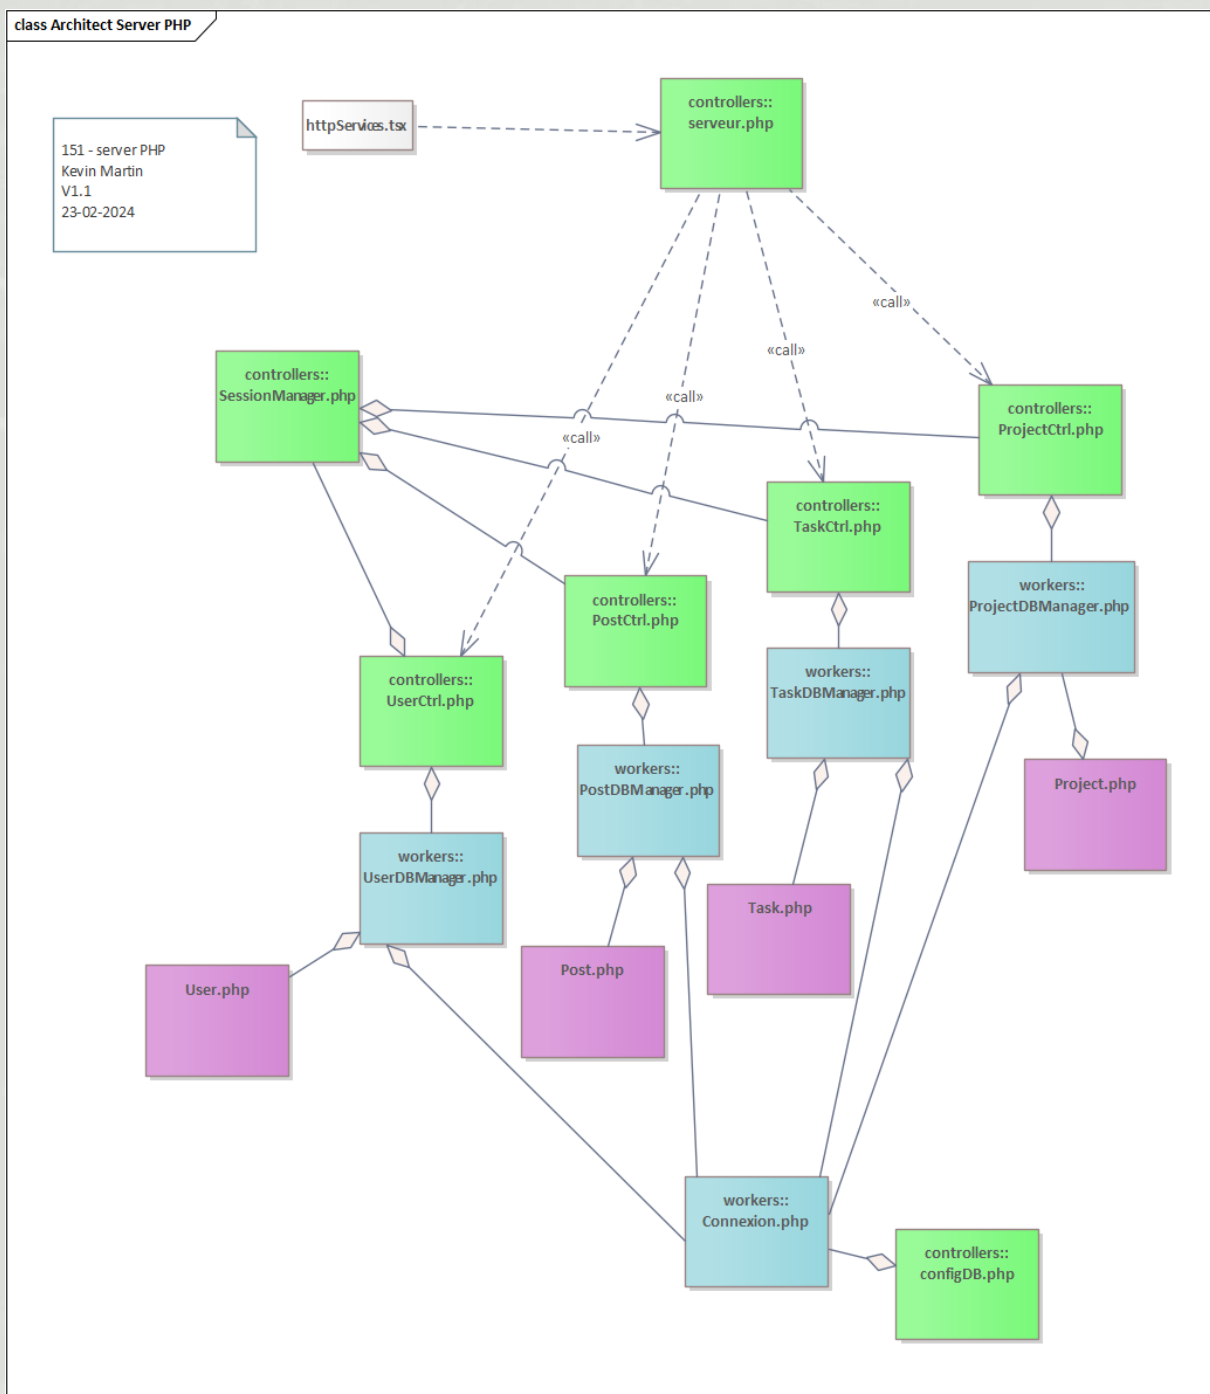 class Architect Server PHP
151 - server PHP
Kevin Martin
V1.1
23-02-2024
httpServices.tsx
controllers::
serveur.php
«call»
«call»
«call»
«call»
controllers::
SessionManager.php
controllers::
ProjectCtrl.php
controllers::
TaskCtrl.php
controllers::
PostCtrl.php
workers::
ProjectDBManager.php
controllers::
UserCtrl.php
workers::
TaskDBManager.php
workers::
PostDBManager.php
Project.php
workers::
UserDBManager.php
Task.php
Post.php
User.php
workers::
Connexion.php
controllers::
configDB.php